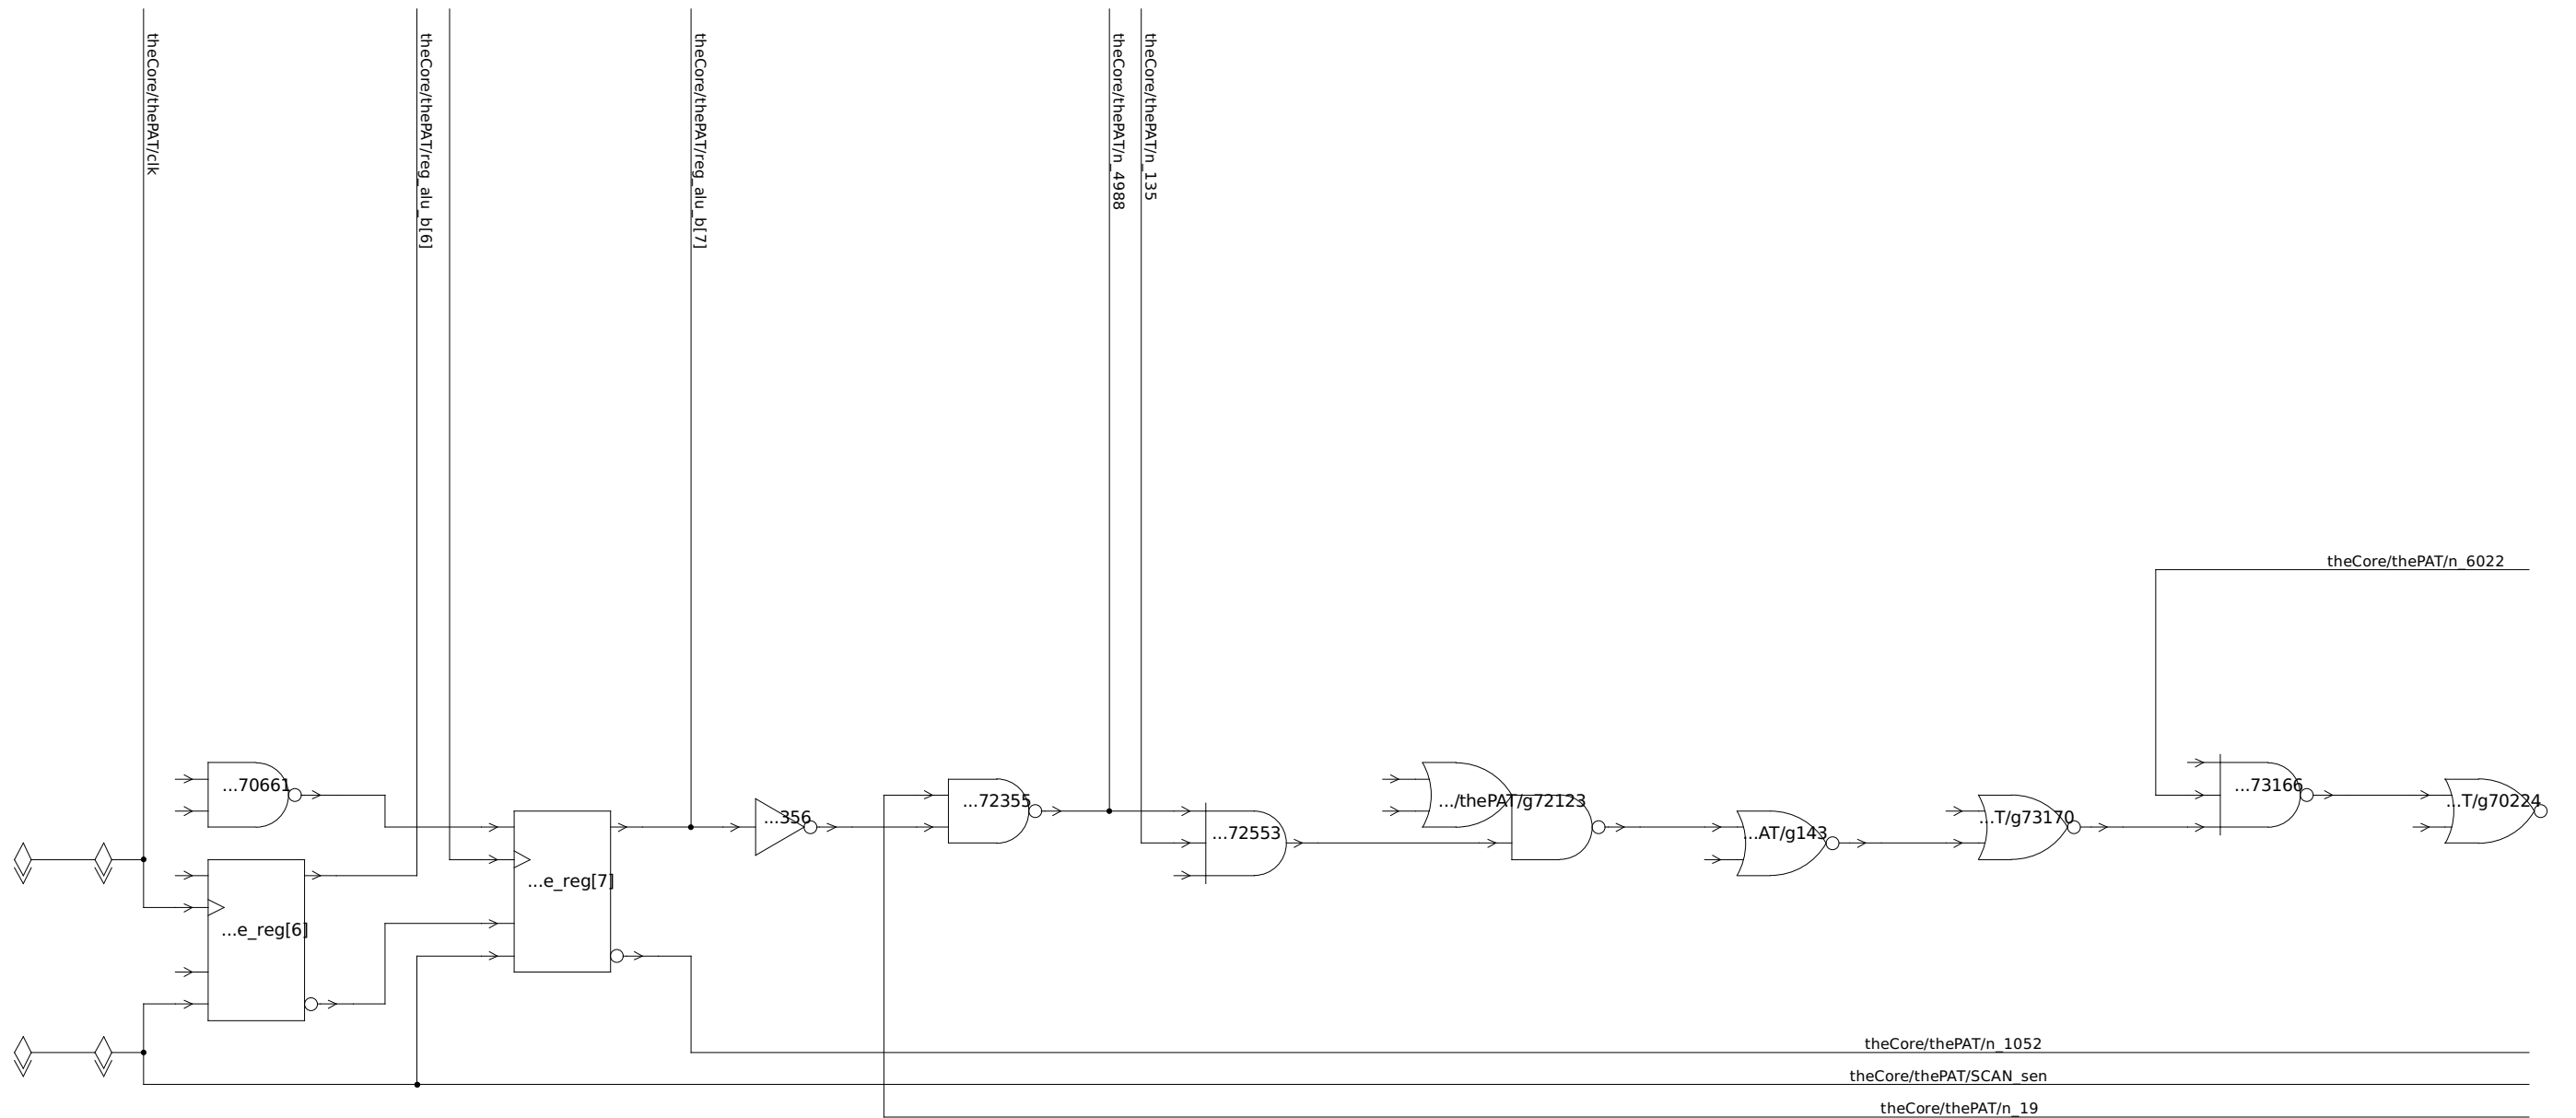 theCore/thePAT/clk
theCore/thePAT/reg_alu_b[6]
theCore/thePAT/reg_alu_b[7]
theCore/thePAT/n_4988
theCore/thePAT/n_135
theCore/thePAT/n_6022
...70661
...356
...72355
.../thePAT/g72123
...73166
...T/g70224
...72553
...AT/g143
...T/g73170
...e_reg[7]
...e_reg[6]
theCore/thePAT/n_1052
theCore/thePAT/SCAN_sen
theCore/thePAT/n_19